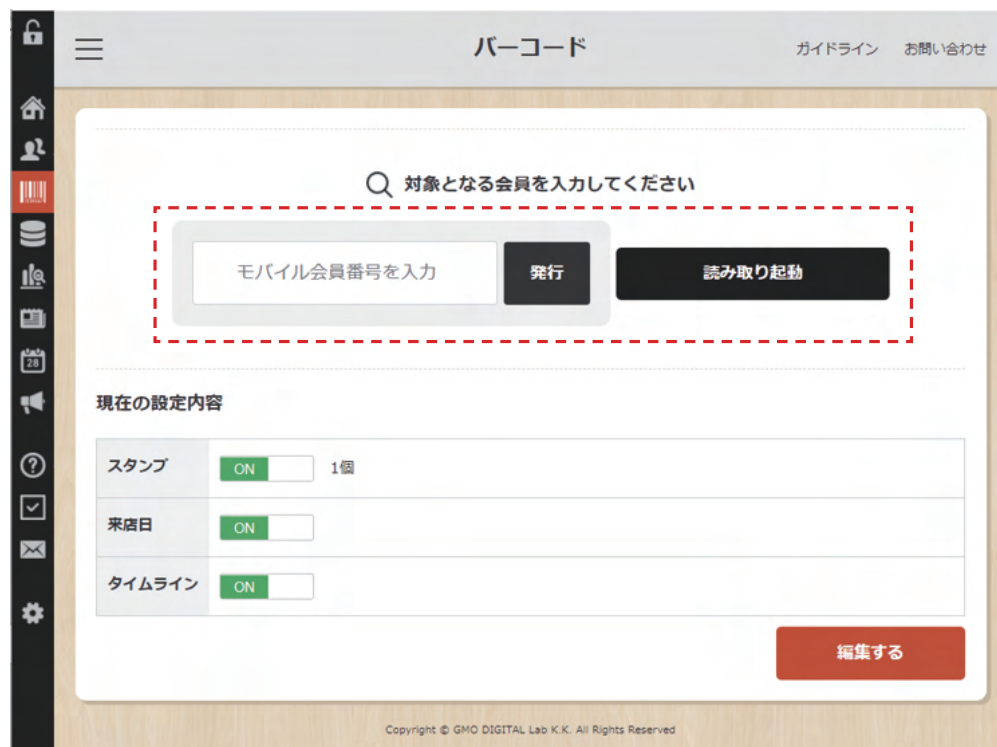 バーコード
ガイドライン お問い合わせ
対象となる会員を入力してください
モバイル会員番号を入力 発行 読み取り起動
28
現在の設定内容
スタンプ ON 1個
来店日 ON
タイムライン ON
編集する
Copyright © GMO DIGITAL Lab K.K. All Rights Reserved